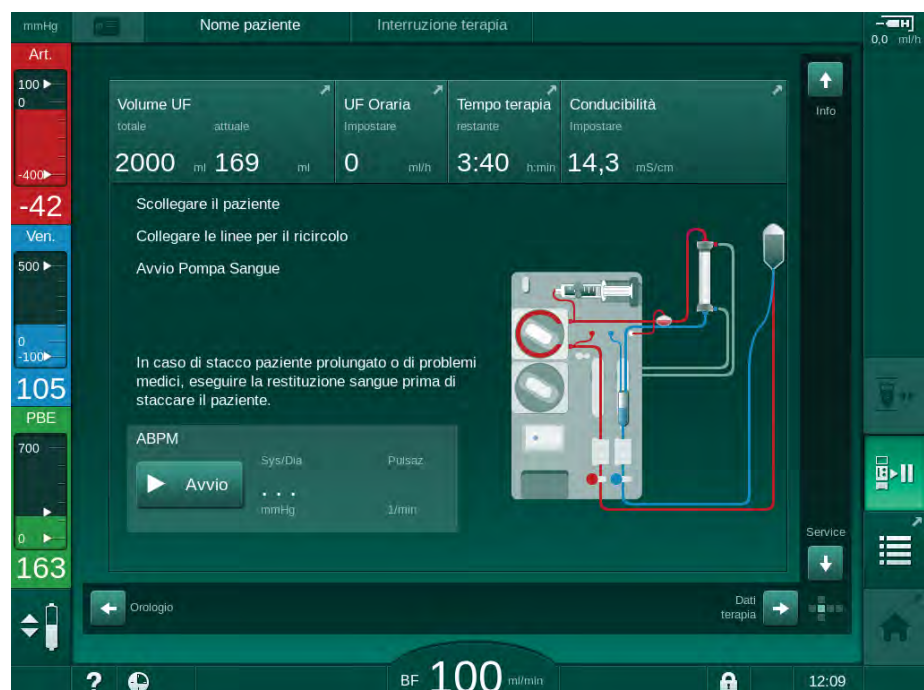 mmHg
Nome paziente
Interruzione terapia
0,0 ml/h
Art.
100
0
-400
-42
Ven.
500
0
-100
105
PBE
700
0
163
Volume UF
totale attuale
2000 ml 169 ml
UF Oraria
Impostare
0 ml/h
Tempo terapia
restante
3:40 h:min
Conducibilità
Impostare
14,3 mS/cm
Info
Scollegare il paziente
Collegare le linee per il ricircolo
Avvio Pompa Sangue
In caso di stacco paziente prolungato o di problemi
medici, eseguire la restituzione sangue prima di
staccare il paziente.
ABPM
Sys/Dia Pulsaz
Avvio
. . .
mmHg 1/min
Service
Orologio
Dati
terapia
?
BF 100 ml/min
12:09